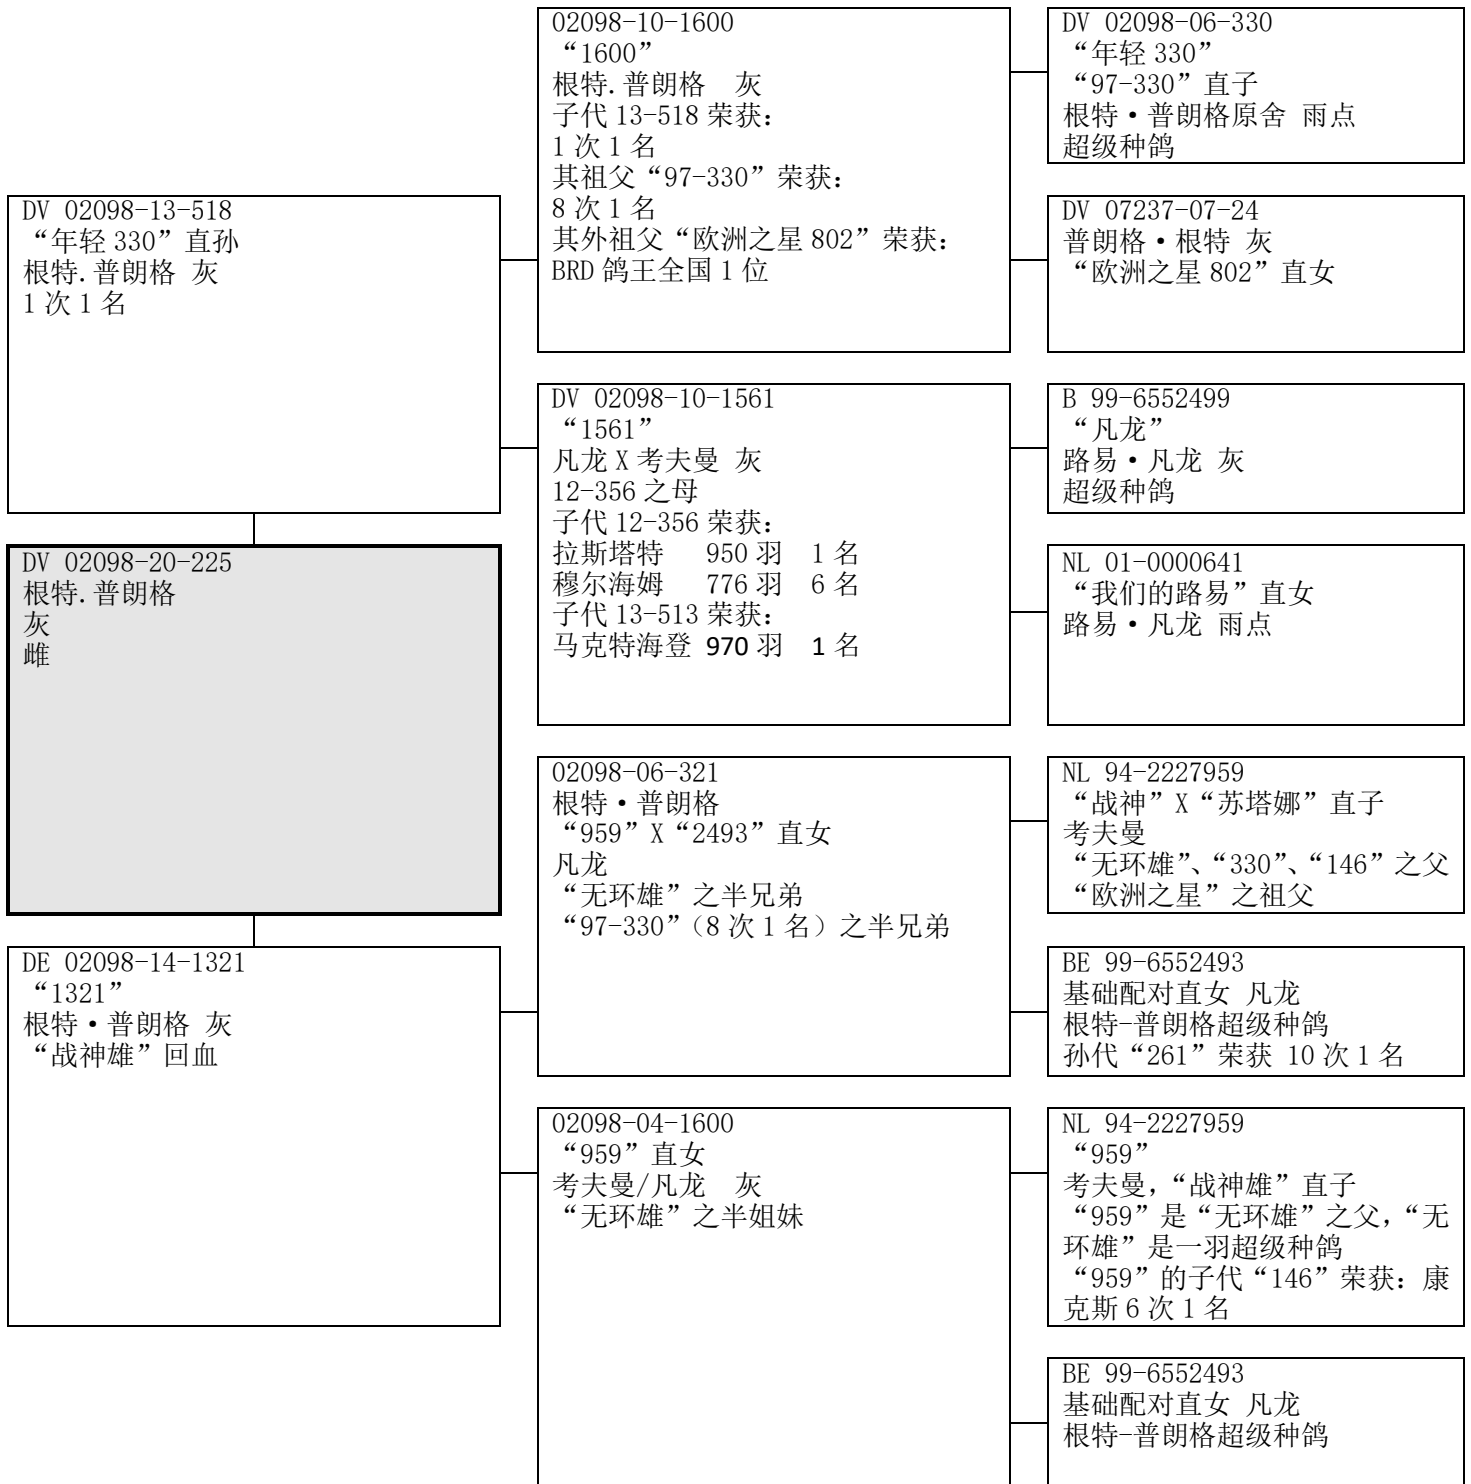 DV 02098-13-518
“年轻 330”直孙
根特.普朗格 灰
1 次 1 名
DV 02098-20-225
根特.普朗格
灰
雌
DE 02098-14-1321
“1321”
根特·普朗格 灰
“战神雄”回血
02098-10-1600
“1600”
根特.普朗格 灰
子代 13-518 荣获：
1 次 1 名
其祖父“97-330”荣获：
8 次 1 名
其外祖父“欧洲之星 802”荣获：
BRD 鸽王全国 1 位
DV 02098-10-1561
“1561”
凡龙 X 考夫曼 灰
12-356 之母
子代 12-356 荣获：
拉斯塔特 950 羽 1 名
穆尔海姆 776 羽 6 名
子代 13-513 荣获：
马克特海登 970 羽 1 名
02098-06-321
根特·普朗格
“959”X“2493”直女
凡龙
“无环雄”之半兄弟
“97-330”（8 次 1 名）之半兄弟
02098-04-1600
“959”直女
考夫曼/凡龙 灰
“无环雄”之半姐妹
DV 02098-06-330
“年轻 330”
“97-330”直子
根特·普朗格原舍 雨点
超级种鸽
DV 07237-07-24
普朗格·根特 灰
“欧洲之星 802”直女
B 99-6552499
“凡龙”
路易·凡龙 灰
超级种鸽
NL 01-0000641
“我们的路易”直女
路易·凡龙 雨点
NL 94-2227959
“战神”X“苏塔娜”直子
考夫曼
“无环雄”、“330”、“146”之父
“欧洲之星”之祖父
BE 99-6552493
基础配对直女 凡龙
根特-普朗格超级种鸽
孙代“261”荣获 10 次 1 名
NL 94-2227959
“959”
考夫曼，“战神雄”直子
“959”是“无环雄”之父，“无
环雄”是一羽超级种鸽
“959”的子代“146”荣获：康
克斯 6 次 1 名
BE 99-6552493
基础配对直女 凡龙
根特-普朗格超级种鸽